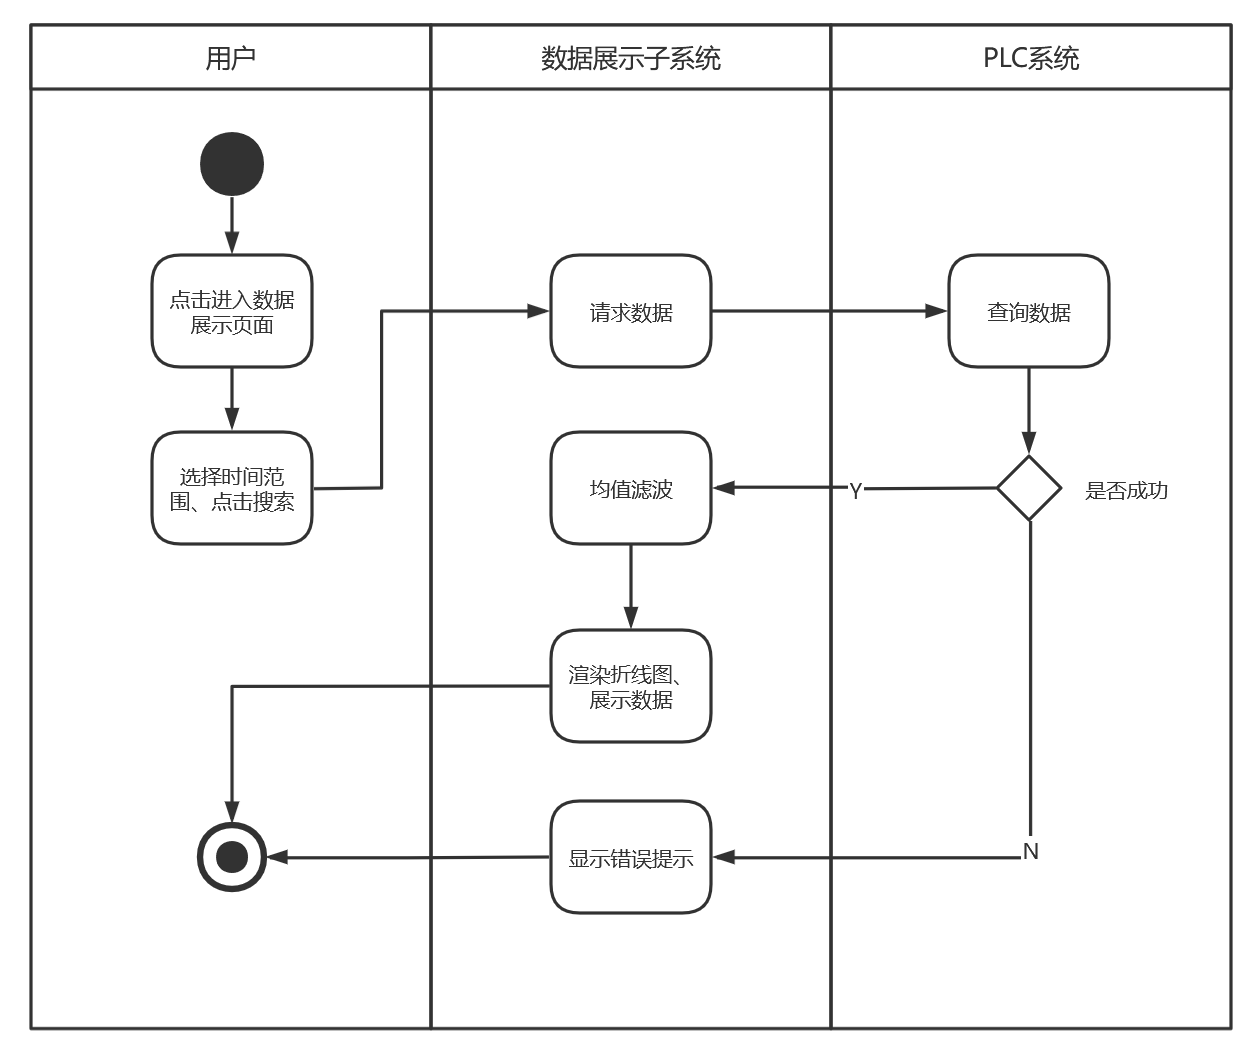 用户
数据展示子系统
PLC系统
点击进入数据
展示页面
请求数据
查询数据
选择时间范
围、点击搜索
均值滤波
Y
是否成功
渲染折线图、
展示数据
显示错误提示
N